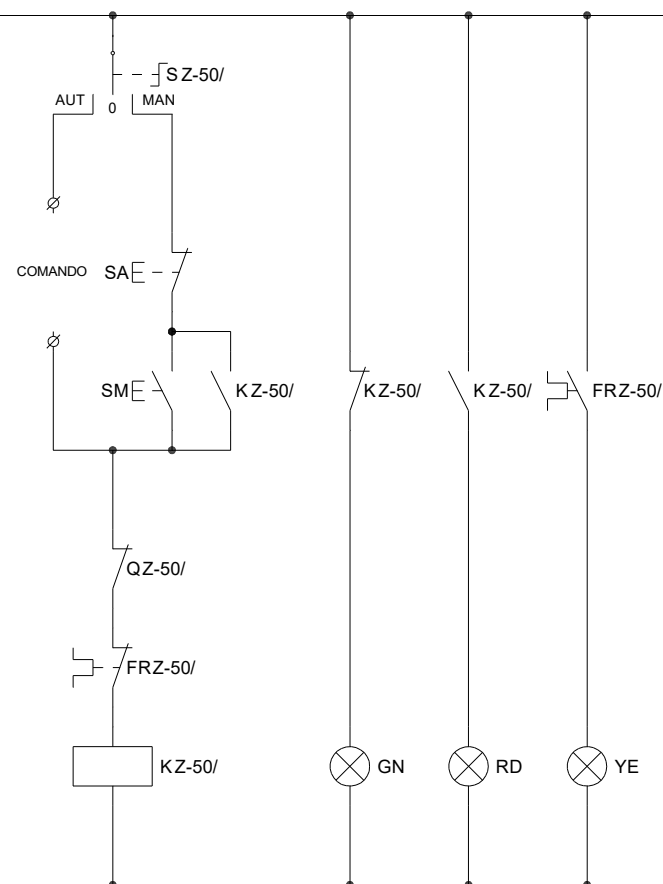 SZ-50/
AUT 0 MAN
COMANDO SA
SM KZ-50/ KZ-50/ KZ-50/ FRZ-50/
QZ-50/
FRZ-50/
KZ-50/ GN RD YE